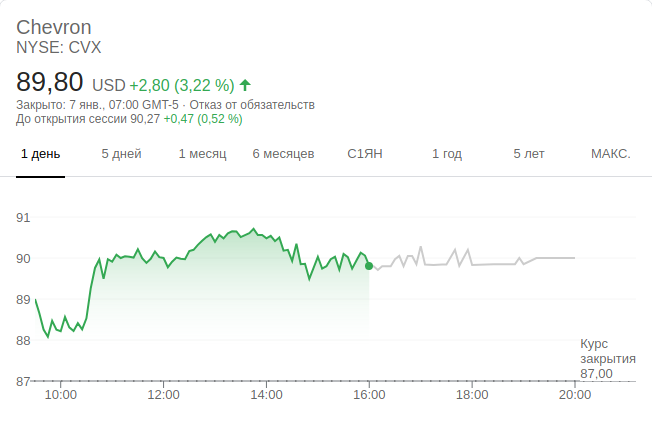 Chevron
NYSE: CVX
89,80 USD +2,80 (3,22 %)
Закрыто: 7 янв., 07:00 GMT-5 · Отказ от обязательств
До открытия сессии 90,27 +0,47 (0,52 %)
1 день 5 дней 1 месяц 6 месяцев С1ЯН 1 год 5 лет МАКС.
91
90
89
88
87
Курс
закрытия
87,00
10:00 12:00 14:00 16:00 18:00 20:00